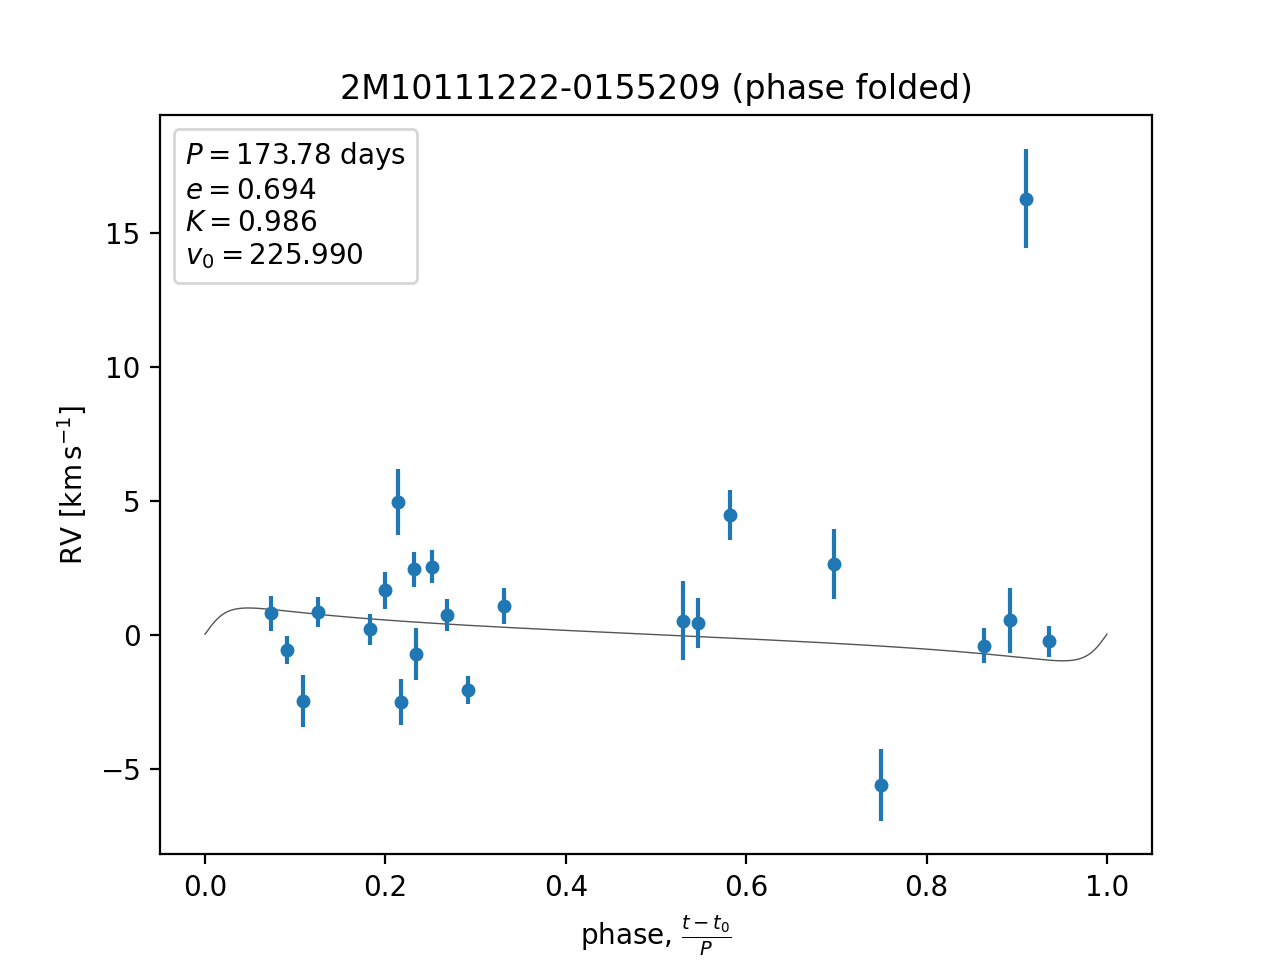 2M10111222-0155209 (phase folded)
P = 173.78 days
e = 0.694
K = 0.986
v₀ = 225.990
15
10
5
0
−5
RV [km s⁻¹]
0.0 0.2 0.4 0.6 0.8 1.0
phase, (t − t₀)/P